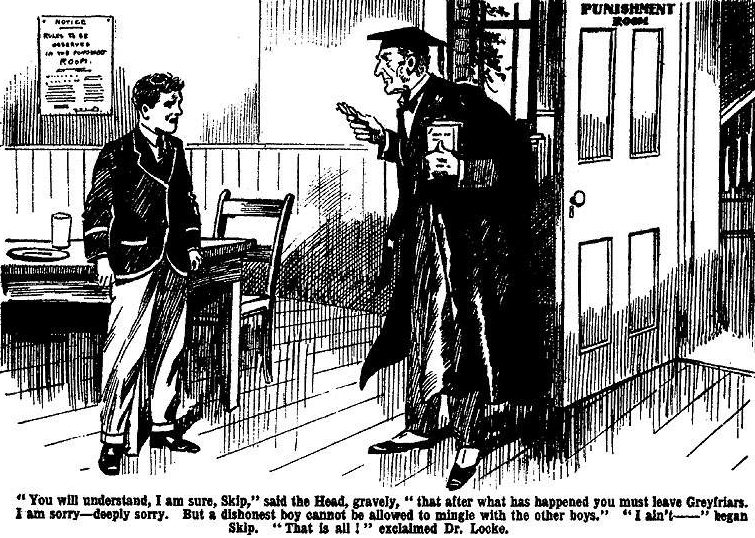 NOTICE
RULES TO BE
OBSERVED
IN THE PUNISHMENT
ROOM.
PUNISHMENT
ROOM
"You will understand, I am sure, Skip," said the Head, gravely, "that after what has happened you must leave Greyfriars.
I am sorry—deeply sorry. But a dishonest boy cannot be allowed to mingle with the other boys." "I ain't——" began
Skip. "That is all!" exclaimed Dr. Locke.